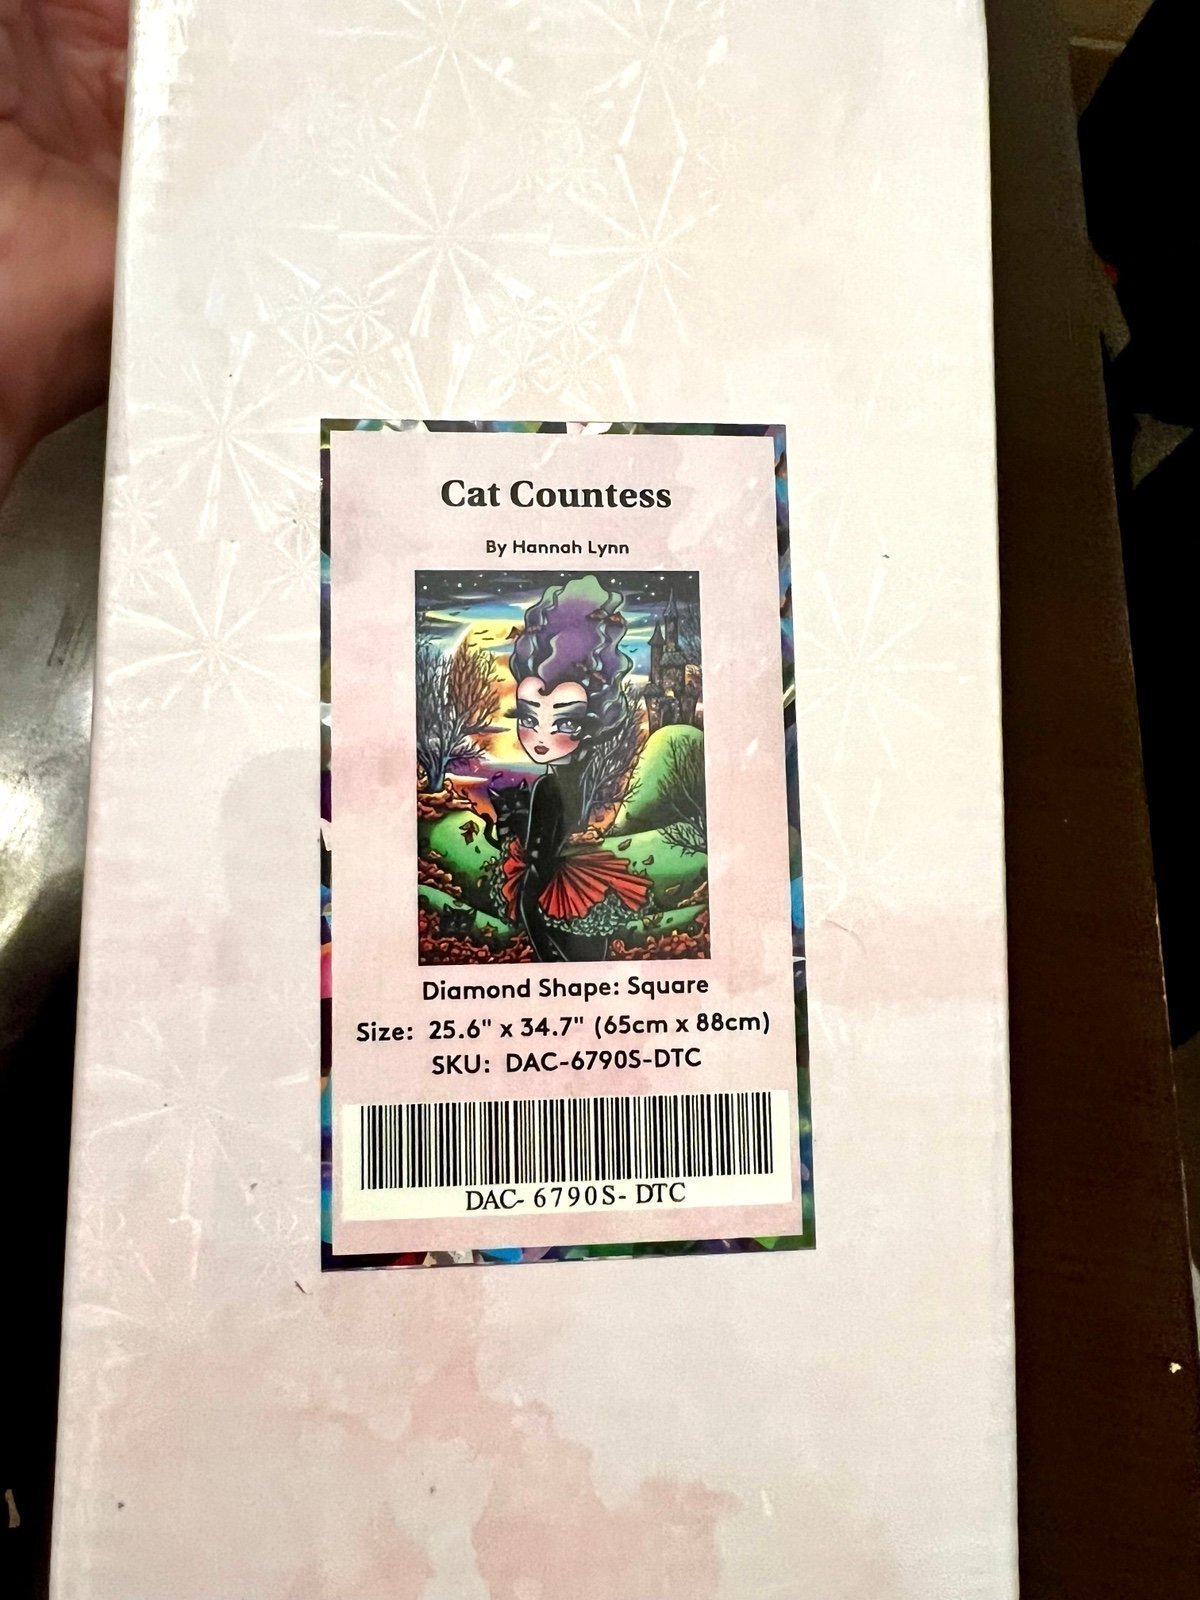 Cat Countess
By Hannah Lynn
Diamond Shape: Square
Size: 25.6" x 34.7" (65cm x 88cm)
SKU: DAC-6790S-DTC
DAC- 6790S- DTC